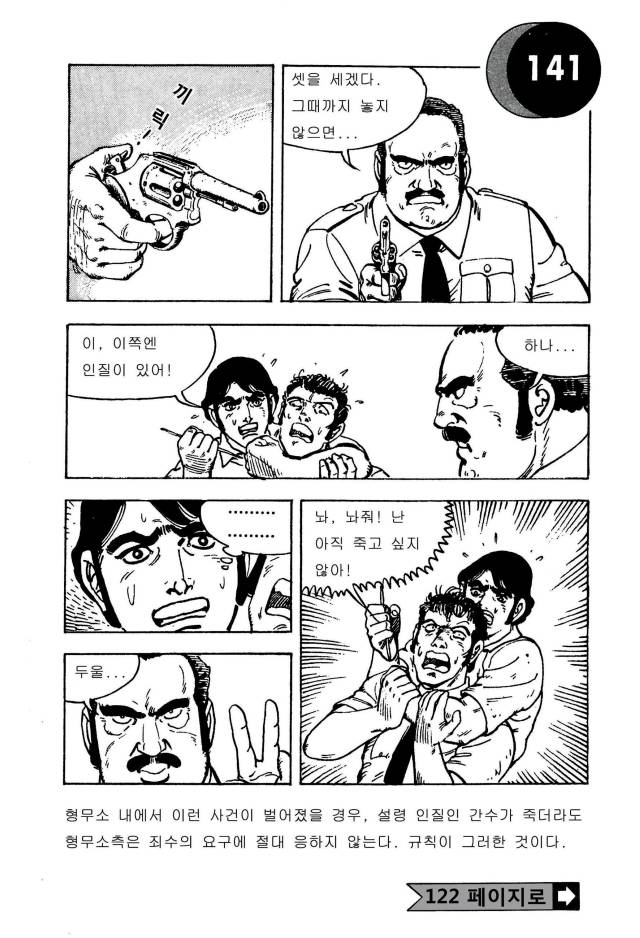 141
끼
릭
셋을 세겠다.
그때까지 놓지
않으면...
이, 이쪽엔
인질이 있어!
하나...
·········
·········
놔, 놔줘! 난
아직 죽고 싶지
않아!
두울...
형무소 내에서 이런 사건이 벌어졌을 경우, 설령 인질인 간수가 죽더라도
형무소측은 죄수의 요구에 절대 응하지 않는다. 규칙이 그러한 것이다.
122 페이지로